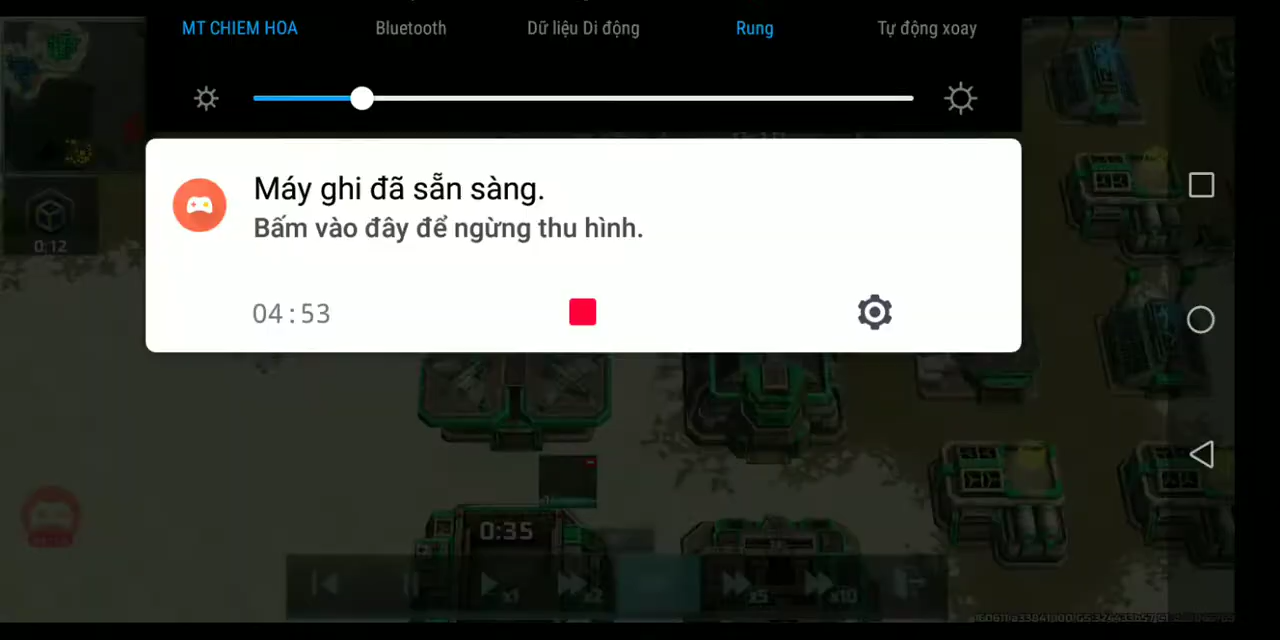 MT CHIEM HOA
Bluetooth
Dữ liệu Di động
Rung
Tự động xoay
Máy ghi đã sẵn sàng.
Bấm vào đây để ngừng thu hình.
04:53
0:12
0:35
x1
x2
x5
x10